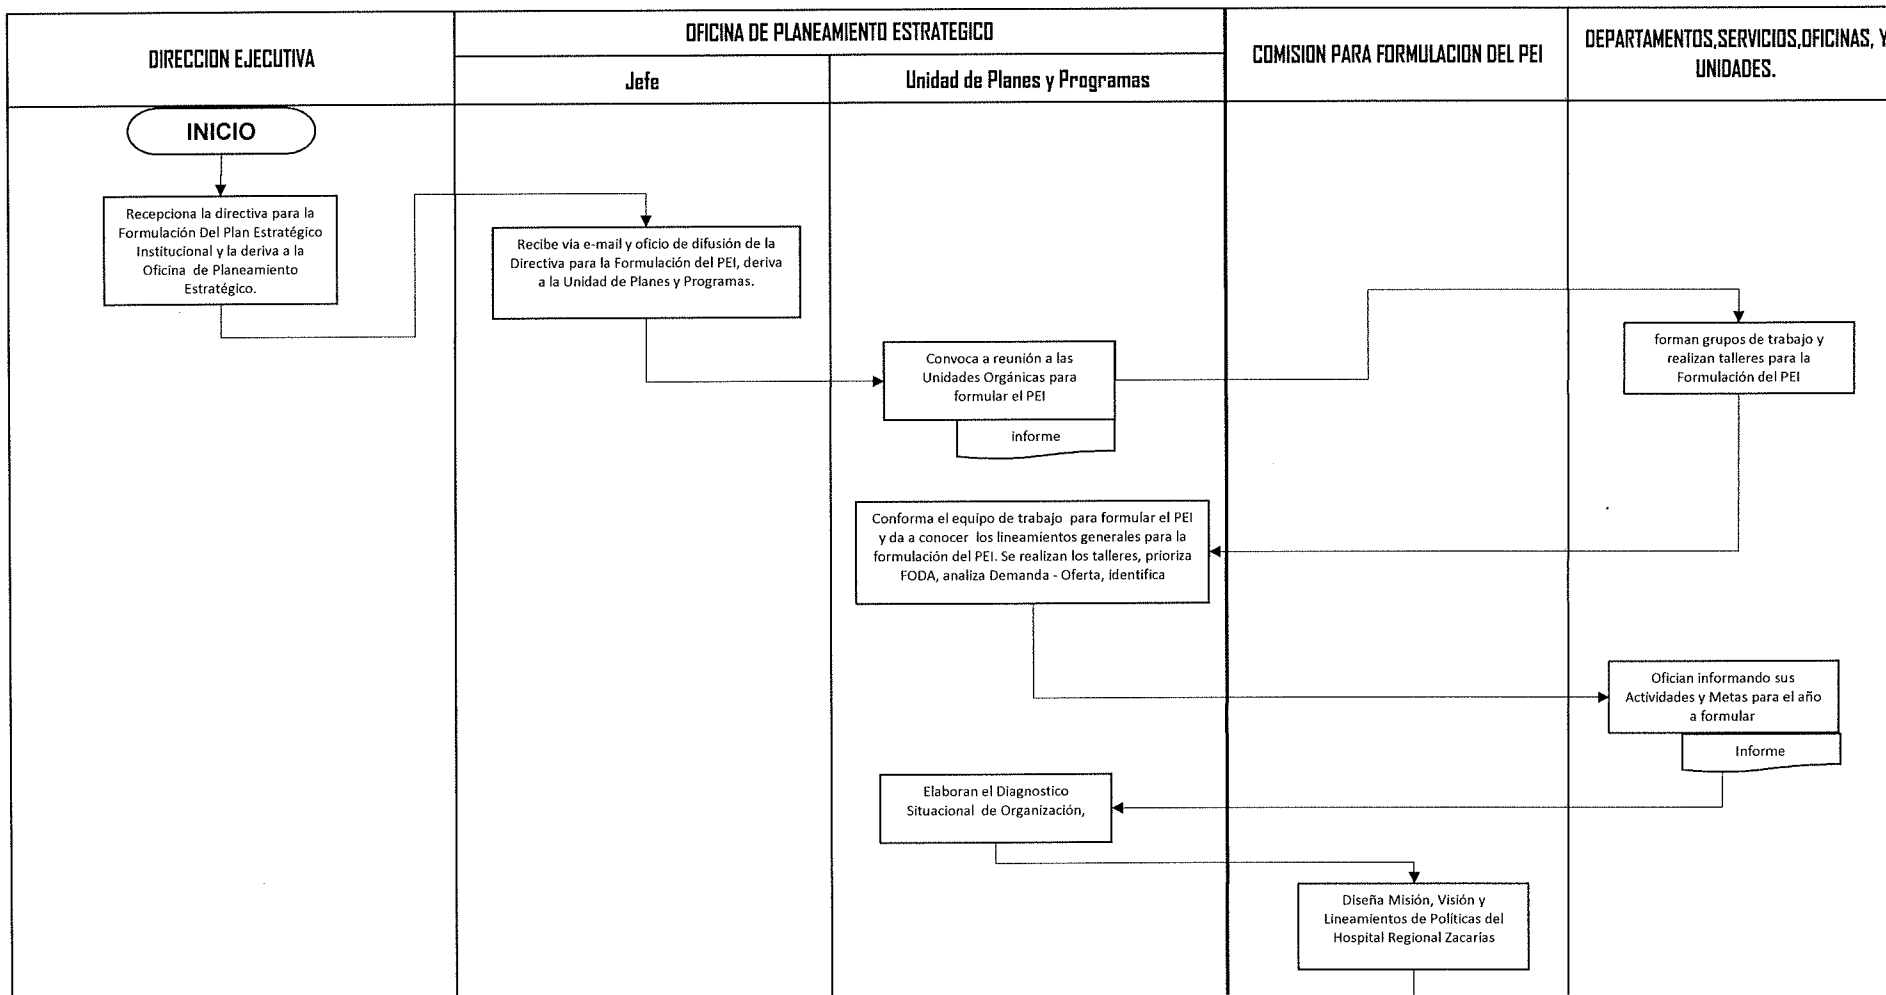 DIRECCION EJECUTIVA
OFICINA DE PLANEAMIENTO ESTRATEGICO
Jefe
Unidad de Planes y Programas
COMISION PARA FORMULACION DEL PEI
DEPARTAMENTOS,SERVICIOS,OFICINAS, Y
UNIDADES.
INICIO
Recepciona la directiva para la
Formulación Del Plan Estratégico
Institucional y la deriva a la
Oficina de Planeamiento
Estratégico.
Recibe via e-mail y oficio de difusión de la
Directiva para la Formulación del PEI, deriva
a la Unidad de Planes y Programas.
Convoca a reunión a las
Unidades Orgánicas para
formular el PEI
informe
forman grupos de trabajo y
realizan talleres para la
Formulación del PEI
Conforma el equipo de trabajo para formular el PEI
y da a conocer los lineamientos generales para la
formulación del PEI. Se realizan los talleres, prioriza
FODA, analiza Demanda - Oferta, identifica
Ofician informando sus
Actividades y Metas para el año
a formular
Informe
Elaboran el Diagnostico
Situacional de Organización,
Diseña Misión, Visión y
Lineamientos de Políticas del
Hospital Regional Zacarías